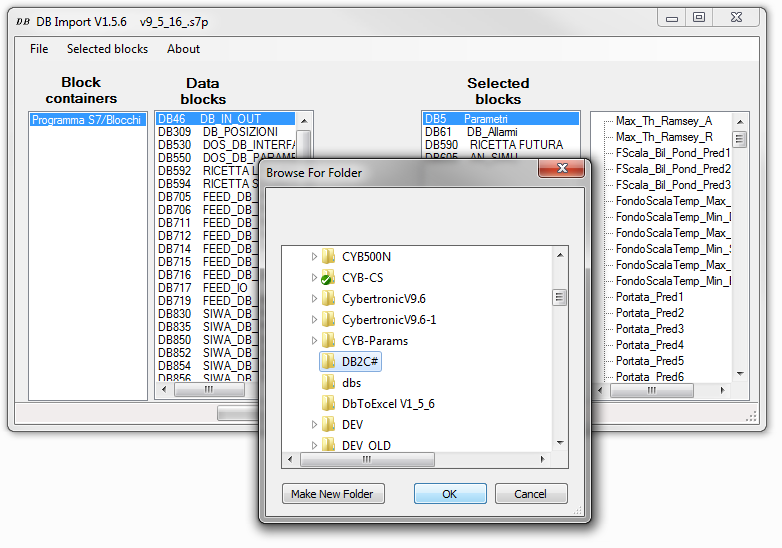 DB DB Import V1.5.6 v9_5_16_.s7p
File Selected blocks About
Block
containers
Programma S7/Blocchi
Data
blocks
DB46 DB_IN_OUT
DB309 DB_POSIZIONI
DB530 DOS_DB_INTERFA
DB550 DOS_DB_PARAME
DB592 RICETTA L
DB594 RICETTA S
DB705 FEED_DB_
DB706 FEED_DB_
DB711 FEED_DB_
DB712 FEED_DB_
DB714 FEED_DB_
DB715 FEED_DB_
DB716 FEED_DB_
DB717 FEED_IO
DB719 FEED_DB_
DB830 SIWA_DB_
DB835 SIWA_DB_
DB850 SIWA_DB_
DB852 SIWA_DB_
DB854 SIWA_DB_
DB856 SIWA_DB_
Selected
blocks
DB5 Parametri
DB61 DB_Allarmi
DB590 RICETTA FUTURA
DB605 AN_SIMU
Max_Th_Ramsey_A
Max_Th_Ramsey_R
FScala_Bil_Pond_Pred1
FScala_Bil_Pond_Pred2
FScala_Bil_Pond_Pred3
FondoScalaTemp_Max_
FondoScalaTemp_Min_
FondoScalaTemp_Max_
FondoScalaTemp_Min_S
FondoScalaTemp_Max_
FondoScalaTemp_Min_
Portata_Pred1
Portata_Pred2
Portata_Pred3
Portata_Pred4
Portata_Pred5
Portata_Pred6
Browse For Folder
CYB500N
CYB-CS
CybertronicV9.6
CybertronicV9.6-1
CYB-Params
DB2C#
dbs
DbToExcel V1_5_6
DEV
DEV_OLD
Make New Folder OK Cancel